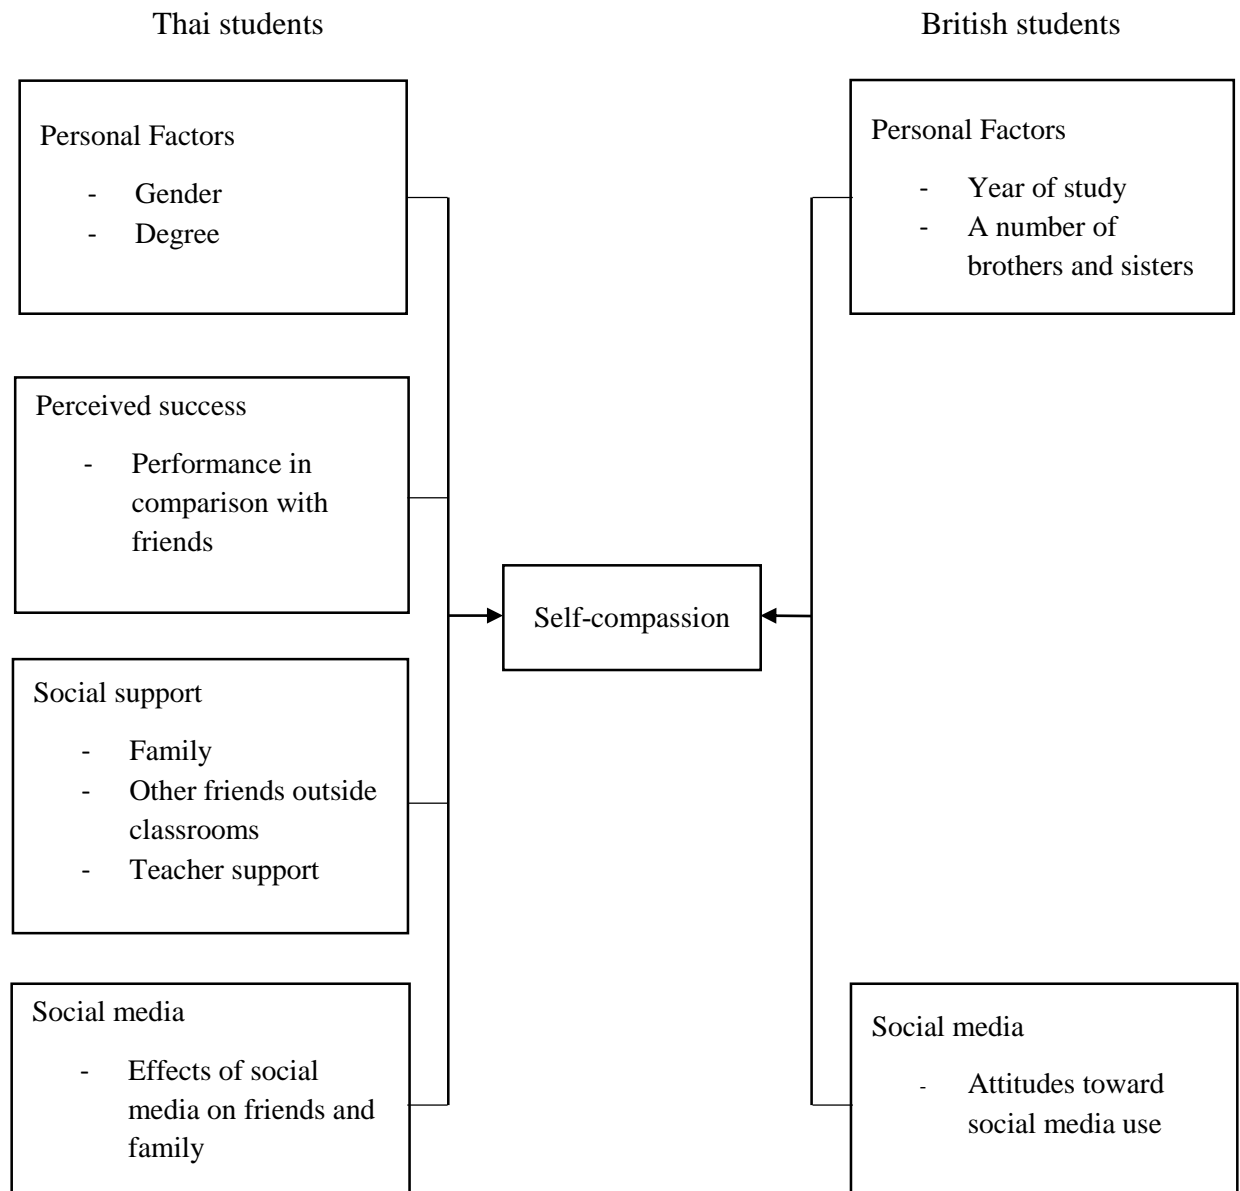 Thai students
British students
Personal Factors
- Gender
- Degree
Perceived success
- Performance in
comparison with
friends
Social support
- Family
- Other friends outside
classrooms
- Teacher support
Social media
- Effects of social
media on friends and
family
Self-compassion
Personal Factors
- Year of study
- A number of
brothers and sisters
Social media
- Attitudes toward
social media use